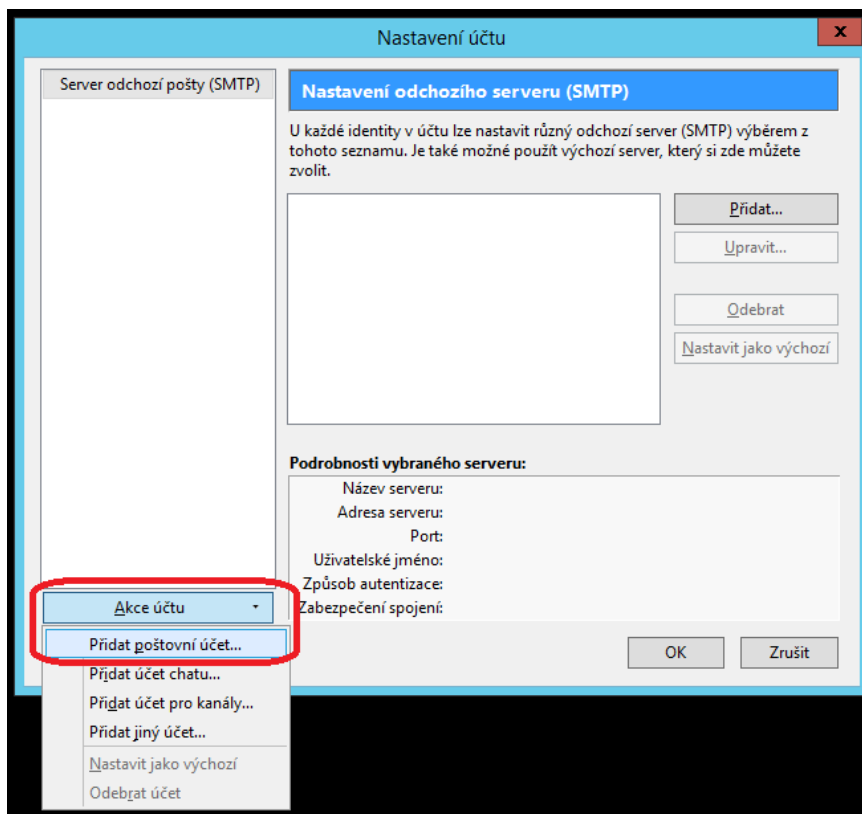 Nastavení účtu
x
Server odchozí pošty (SMTP)
Nastavení odchozího serveru (SMTP)
U každé identity v účtu lze nastavit různý odchozí server (SMTP) výběrem z
tohoto seznamu. Je také možné použít výchozí server, který si zde můžete
zvolit.
Přidat...
Upravit...
Odebrat
Nastavit jako výchozí
Podrobnosti vybraného serveru:
Název serveru:
Adresa serveru:
Port:
Uživatelské jméno:
Způsob autentizace:
Zabezpečení spojení:
Akce účtu
Přidat poštovní účet...
Přidat účet chatu...
Přidat účet pro kanály...
Přidat jiný účet...
Nastavit jako výchozí
Odebrat účet
OK
Zrušit